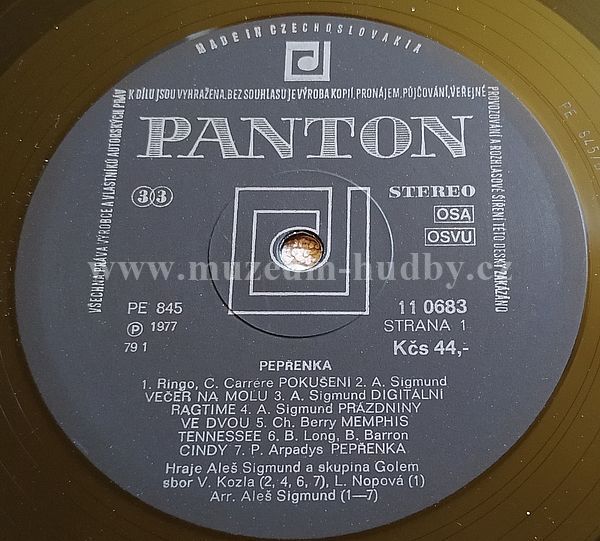 MADE IN CZECHOSLOVAKIA
VŠECHNA PRÁVA VÝROBCE A VLASTNÍKŮ AUTORSKÝCH PRÁV
K DÍLU JSOU VYHRAŽENA. BEZ SOUHLASU JE VÝROBA KOPIÍ, PRONÁJEM, PŮJČOVÁNÍ, VEŘEJNÉ
PROVOZOVÁNÍ A ROZHLASOVÉ ŠÍŘENÍ TÉTO DESKY ZAKÁZÁNO
PANTON
33
STEREO
OSA
OSVU
www.muzeum-hudby.cz
PE 845
℗ 1977
79 1
11 0683
STRANA 1
Kčs 44,-
PEPŘENKA
1. Ringo, C. Carrére POKUŠENÍ 2. A. Sigmund
VEČER NA MOLU 3. A. Sigmund DIGITÁLNÍ
RAGTIME 4. A. Sigmund PRÁZDNINY
VE DVOU 5. Ch. Berry MEMPHIS
TENNESSEE 6. B. Long, B. Barron
CINDY 7. P. Arpadys PEPŘENKA
Hraje Aleš Sigmund a skupina Golem
sbor V. Kozla (2, 4, 6, 7), L. Nopová (1)
Arr. Aleš Sigmund (1—7)